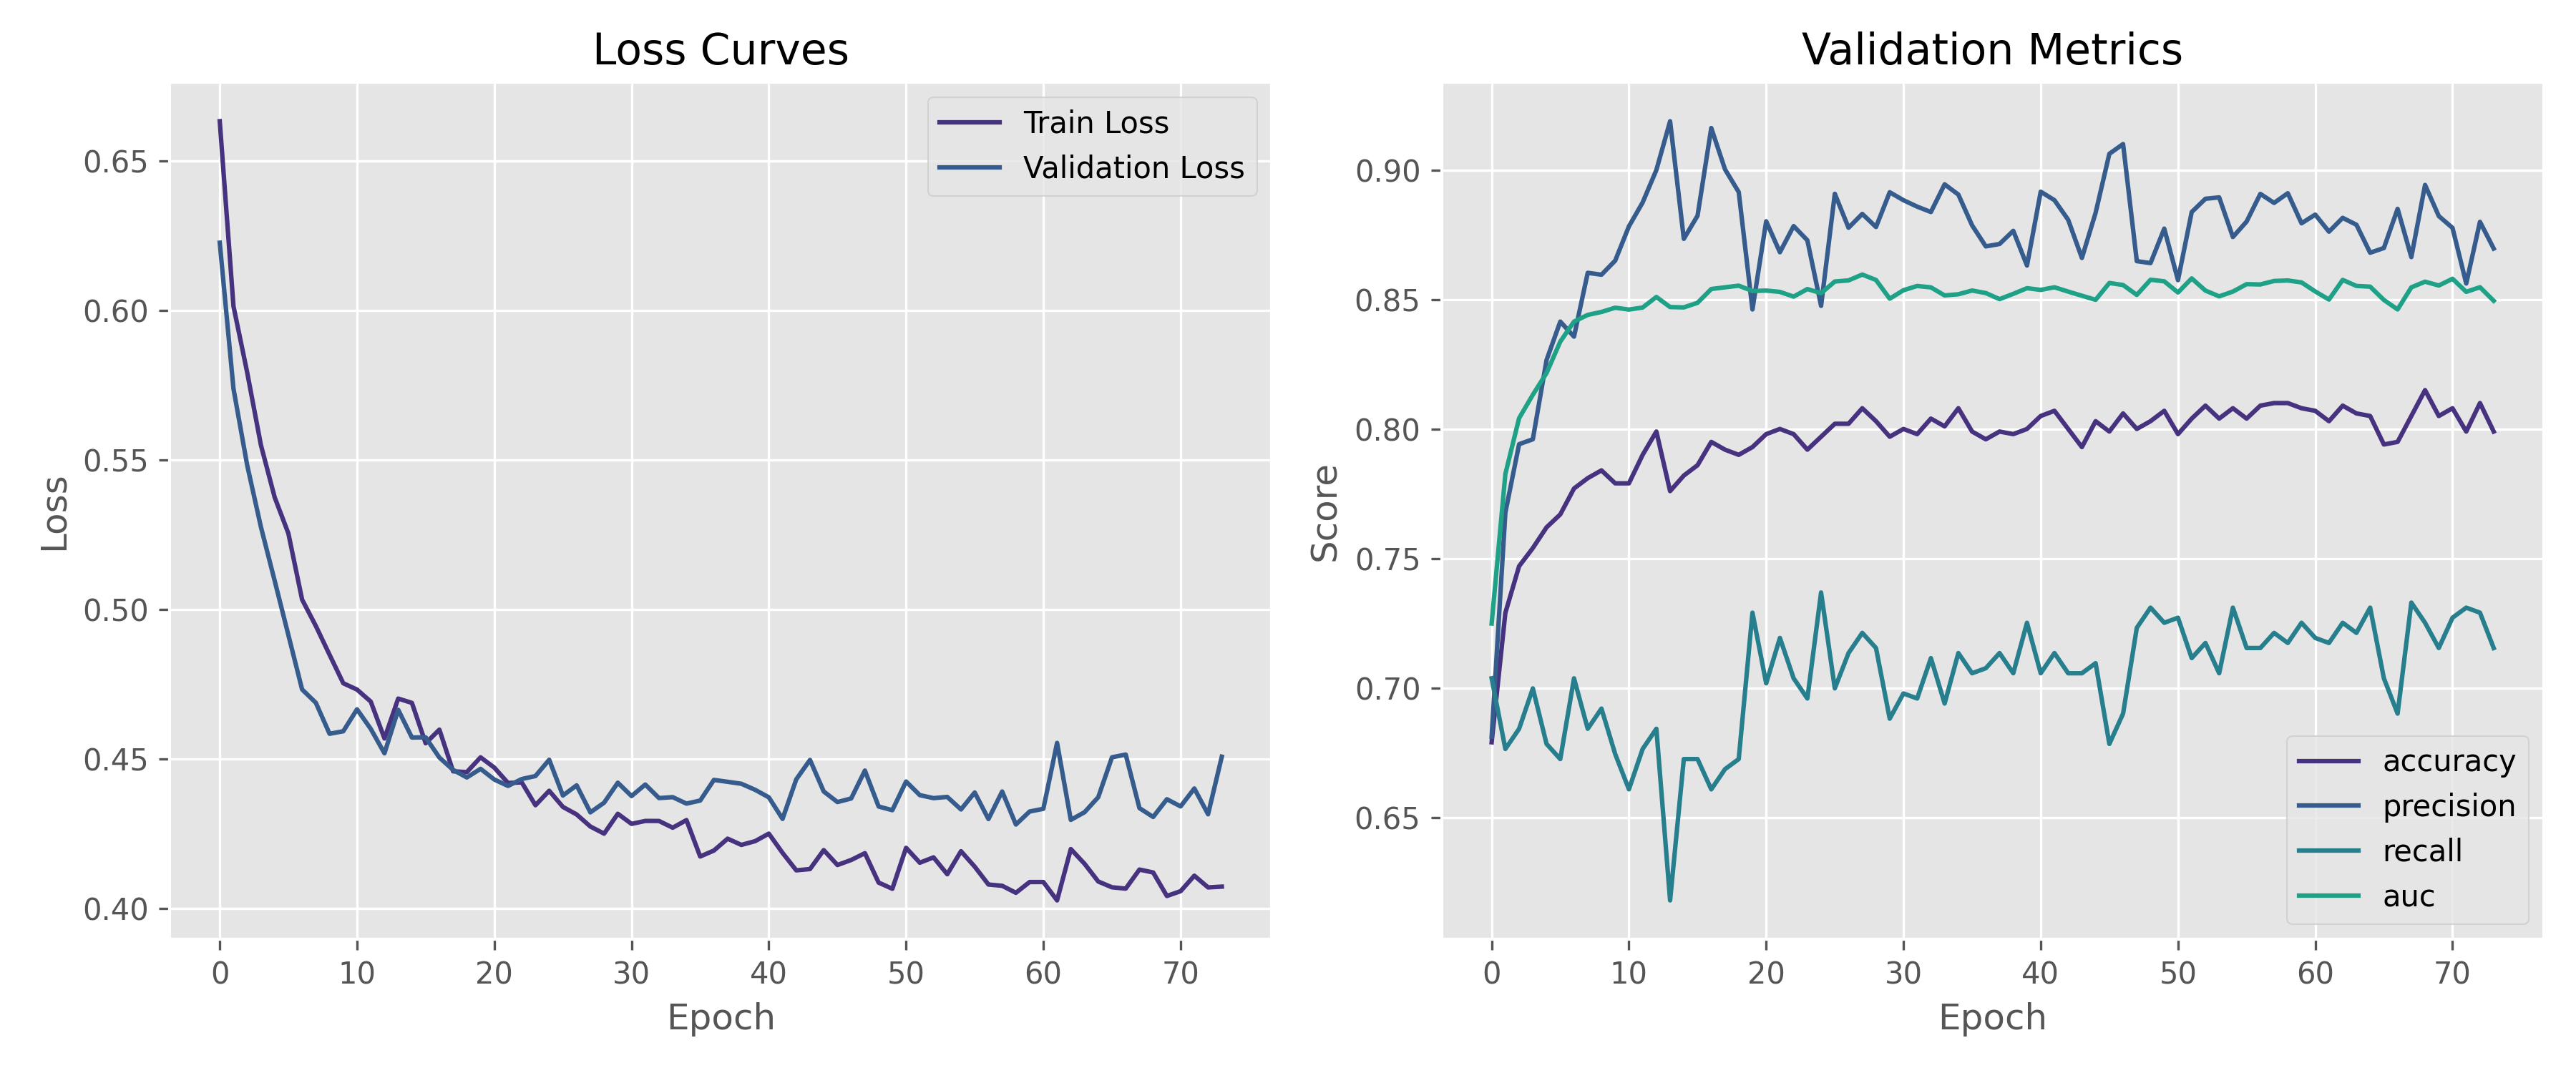 Loss Curves
Train Loss
Validation Loss
0.65
0.60
0.55
0.50
0.45
0.40
Loss
0 10 20 30 40 50 60 70
Epoch
Validation Metrics
0.90
0.85
0.80
0.75
0.70
0.65
Score
accuracy
precision
recall
auc
0 10 20 30 40 50 60 70
Epoch